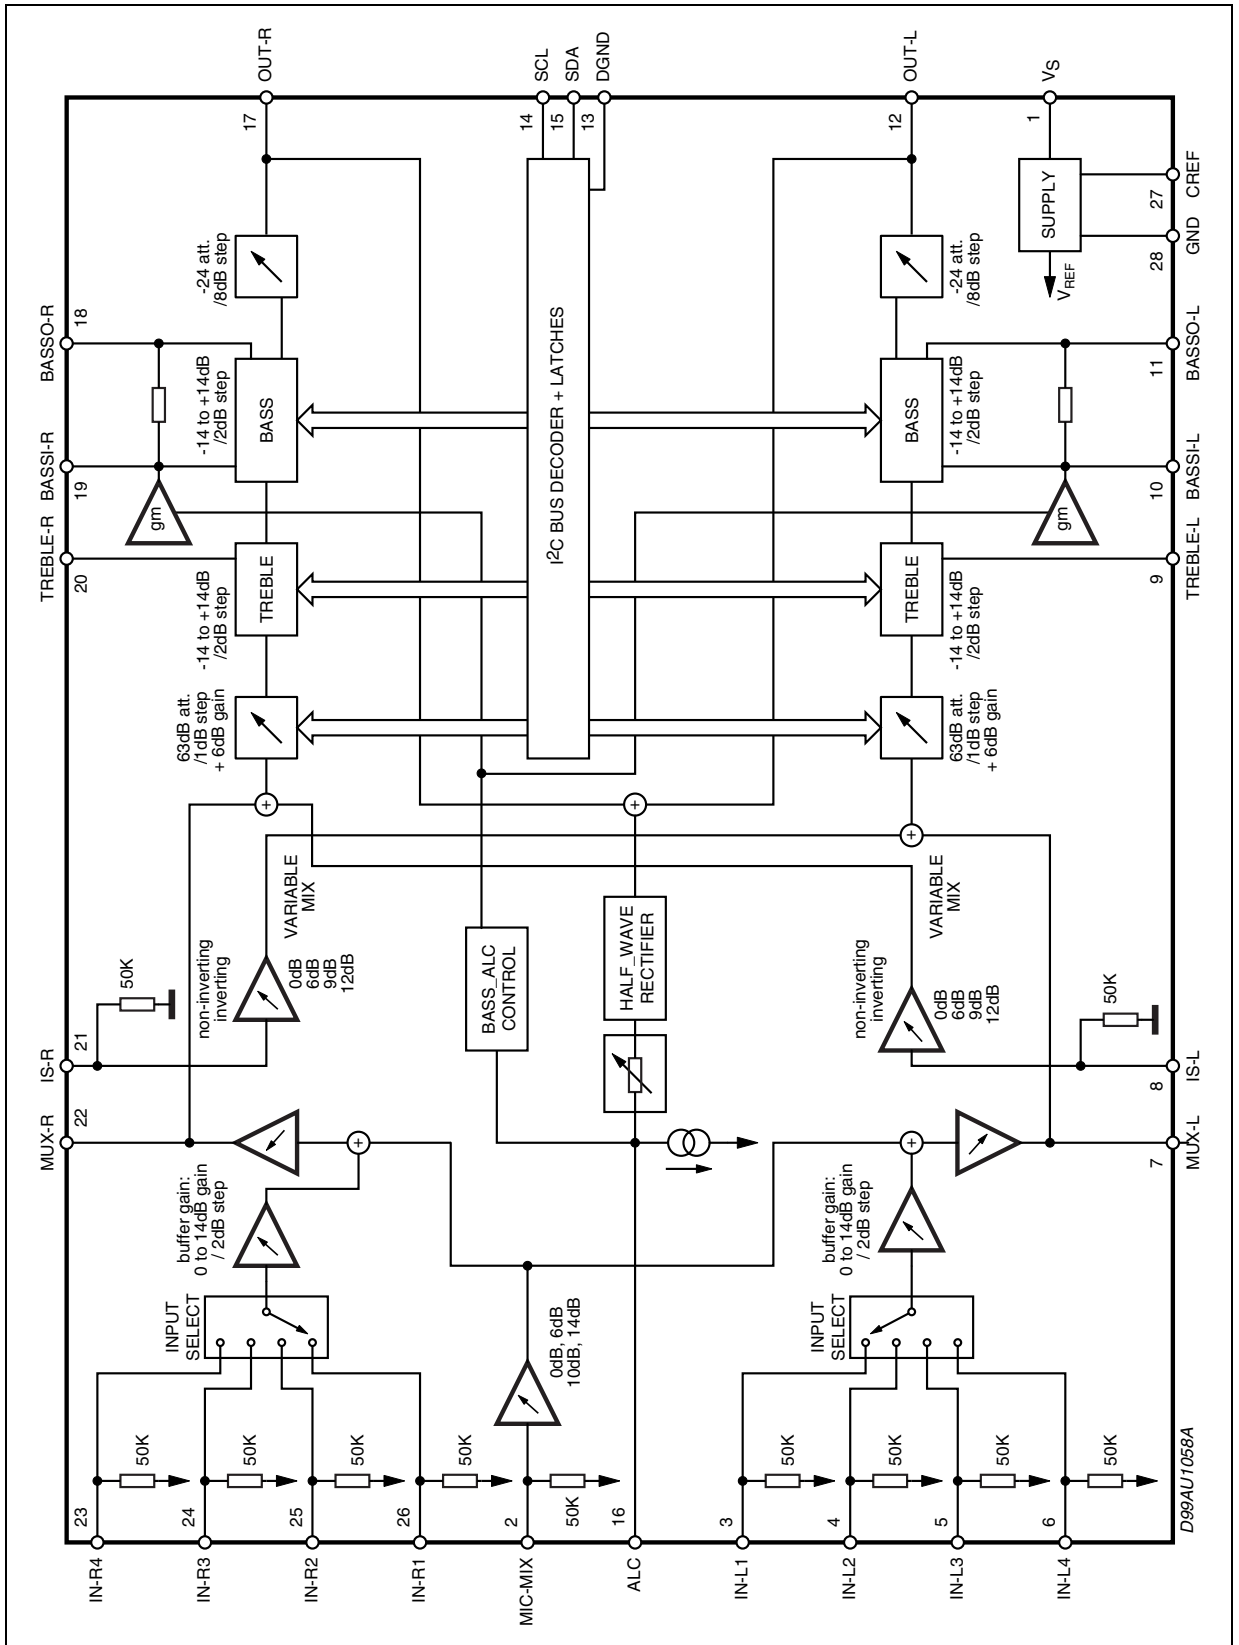 OUT-R
SCL
SDA
DGND
OUT-L
VS
17
14
15
13
12
1
CREF
27
SUPPLY
GND
28
VREF
-24 att.
/8dB step
-24 att.
/8dB step
BASSO-R
18
BASSO-L
11
-14 to +14dB
/2dB step
BASS
I2C BUS DECODER + LATCHES
BASS
-14 to +14dB
/2dB step
BASSI-R
19
BASSI-L
10
gm
gm
TREBLE-R
20
TREBLE-L
9
-14 to +14dB
/2dB step
TREBLE
TREBLE
-14 to +14dB
/2dB step
63dB att.
/1dB step
+ 6dB gain
63dB att.
/1dB step
+ 6dB gain
VARIABLE
MIX
VARIABLE
MIX
50K
non-inverting
inverting
0dB
6dB
9dB
12dB
BASS_ALC
CONTROL
HALF_WAVE
RECTIFIER
non-inverting
inverting
0dB
6dB
9dB
12dB
50K
IS-R
21
IS-L
8
MUX-R
22
MUX-L
7
buffer gain:
0 to 14dB gain
/ 2dB step
buffer gain:
0 to 14dB gain
/ 2dB step
INPUT
SELECT
0dB, 6dB
10dB, 14dB
INPUT
SELECT
50K
50K
50K
50K
50K
50K
50K
50K
50K
23
24
25
26
2
16
3
4
5
6
IN-R4
IN-R3
IN-R2
IN-R1
MIC-MIX
ALC
IN-L1
IN-L2
IN-L3
IN-L4
D99AU1058A